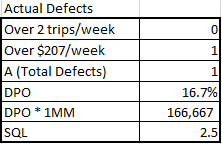 Actual Defects
Over 2 trips/week 0
Over $207/week 1
A (Total Defects) 1
DPO 16.7%
DPO * 1MM 166,667
SQL 2.5